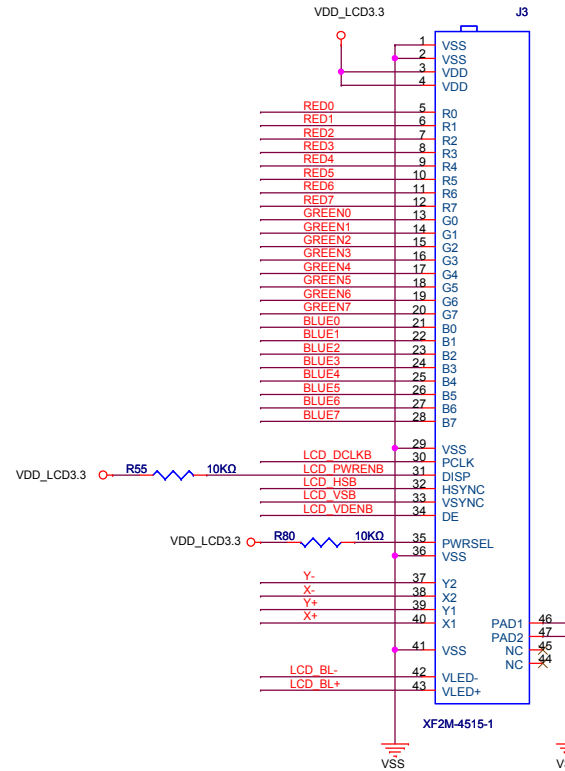 VDD_LCD3.3
J3
1 VSS
2 VSS
3 VDD
4 VDD
RED0 5 R0
RED1 6 R1
RED2 7 R2
RED3 8 R3
RED4 9 R4
RED5 10 R5
RED6 11 R6
RED7 12 R7
GREEN0 13 G0
GREEN1 14 G1
GREEN2 15 G2
GREEN3 16 G3
GREEN4 17 G4
GREEN5 18 G5
GREEN6 19 G6
GREEN7 20 G7
BLUE0 21 B0
BLUE1 22 B1
BLUE2 23 B2
BLUE3 24 B3
BLUE4 25 B4
BLUE5 26 B5
BLUE6 27 B6
BLUE7 28 B7
29 VSS
LCD_DCLKB 30 PCLK
VDD_LCD3.3 R55 10KΩ LCD_PWRENB 31 DISP
LCD_HSB 32 HSYNC
LCD_VSB 33 VSYNC
LCD_VDENB 34 DE
VDD_LCD3.3 R80 10KΩ 35 PWRSEL
36 VSS
Y- 37 Y2
X- 38 X2
Y+ 39 Y1
X+ 40 X1 PAD1 46
PAD2 47
41 VSS NC 45
NC 44
LCD_BL- 42 VLED-
LCD_BL+ 43 VLED+
XF2M-4515-1
VSS